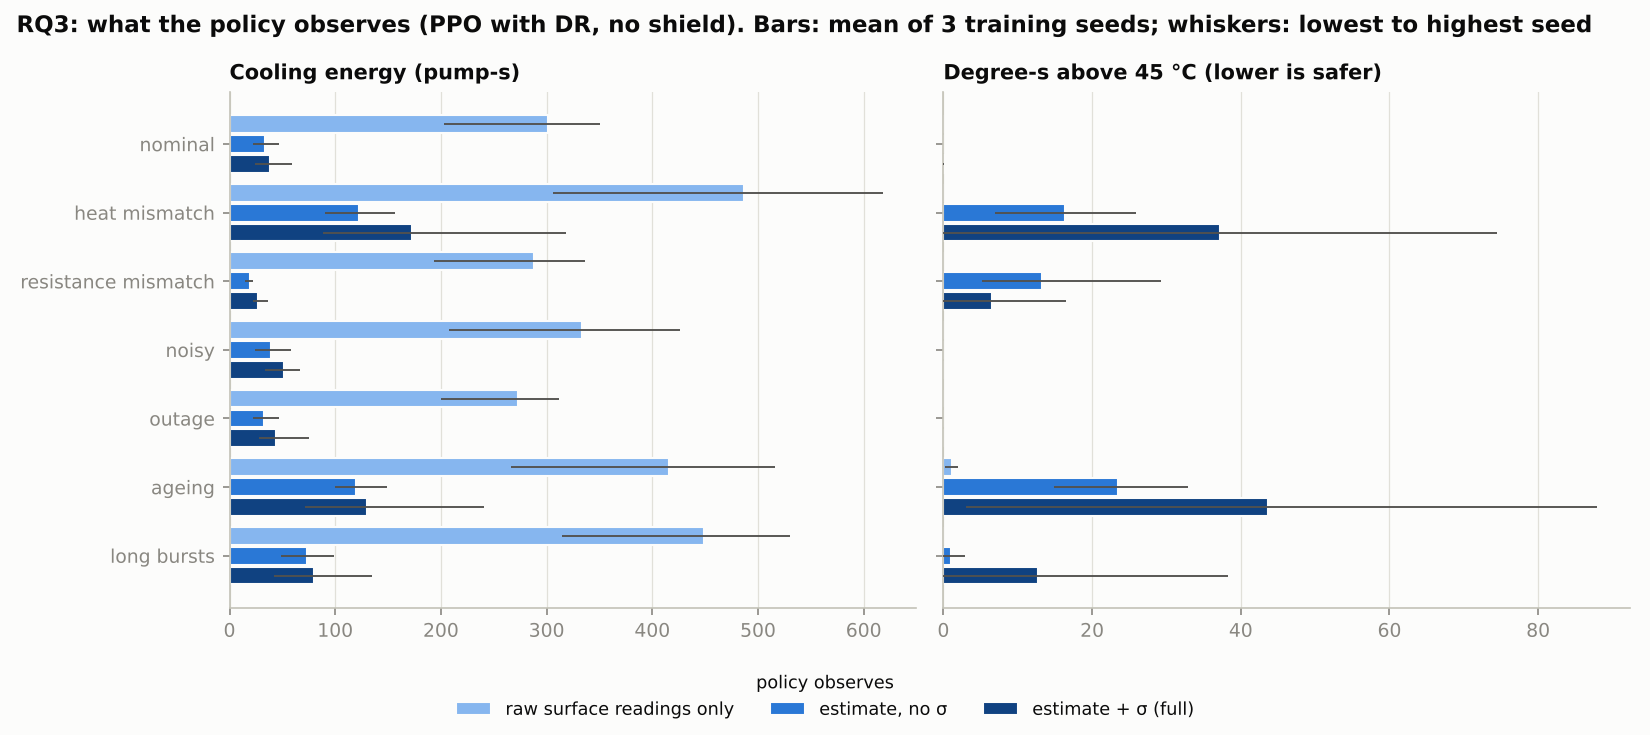 RQ3: what the policy observes (PPO with DR, no shield). Bars: mean of 3 training seeds; whiskers: lowest to highest seed
Cooling energy (pump-s)
Degree-s above 45 °C (lower is safer)
nominal
heat mismatch
resistance mismatch
noisy
outage
ageing
long bursts
0 100 200 300 400 500 600
0 20 40 60 80
policy observes
raw surface readings only
estimate, no σ
estimate + σ (full)